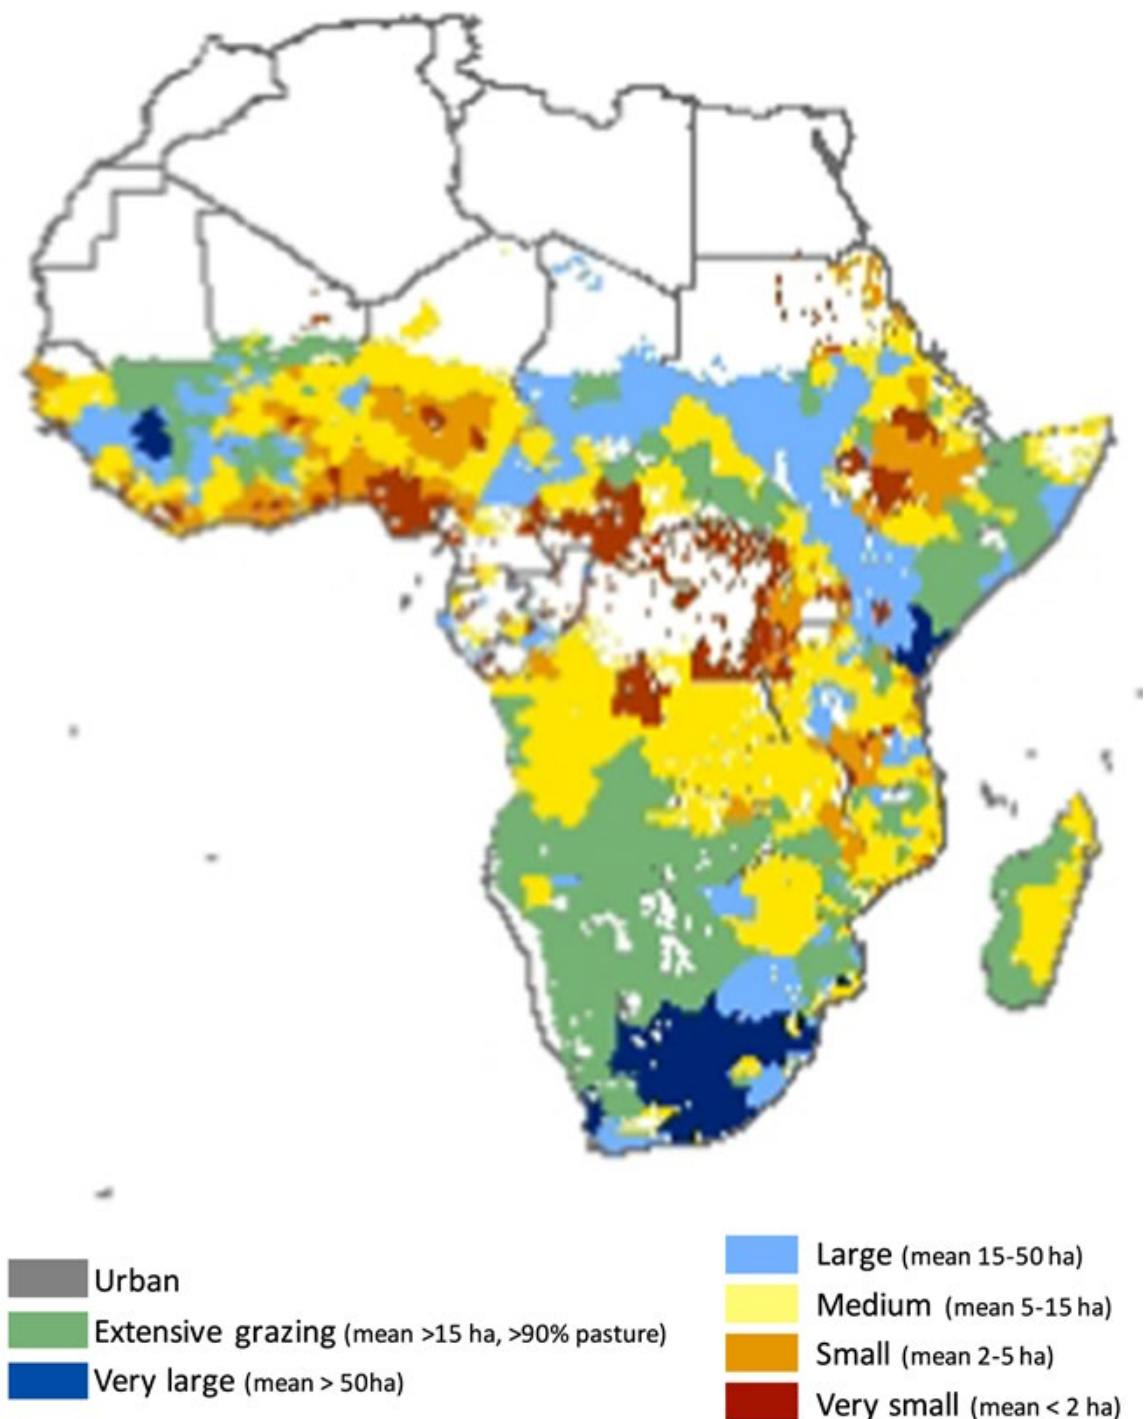 Urban
Extensive grazing (mean >15 ha, >90% pasture)
Very large (mean > 50ha)
Large (mean 15-50 ha)
Medium (mean 5-15 ha)
Small (mean 2-5 ha)
Very small (mean < 2 ha)